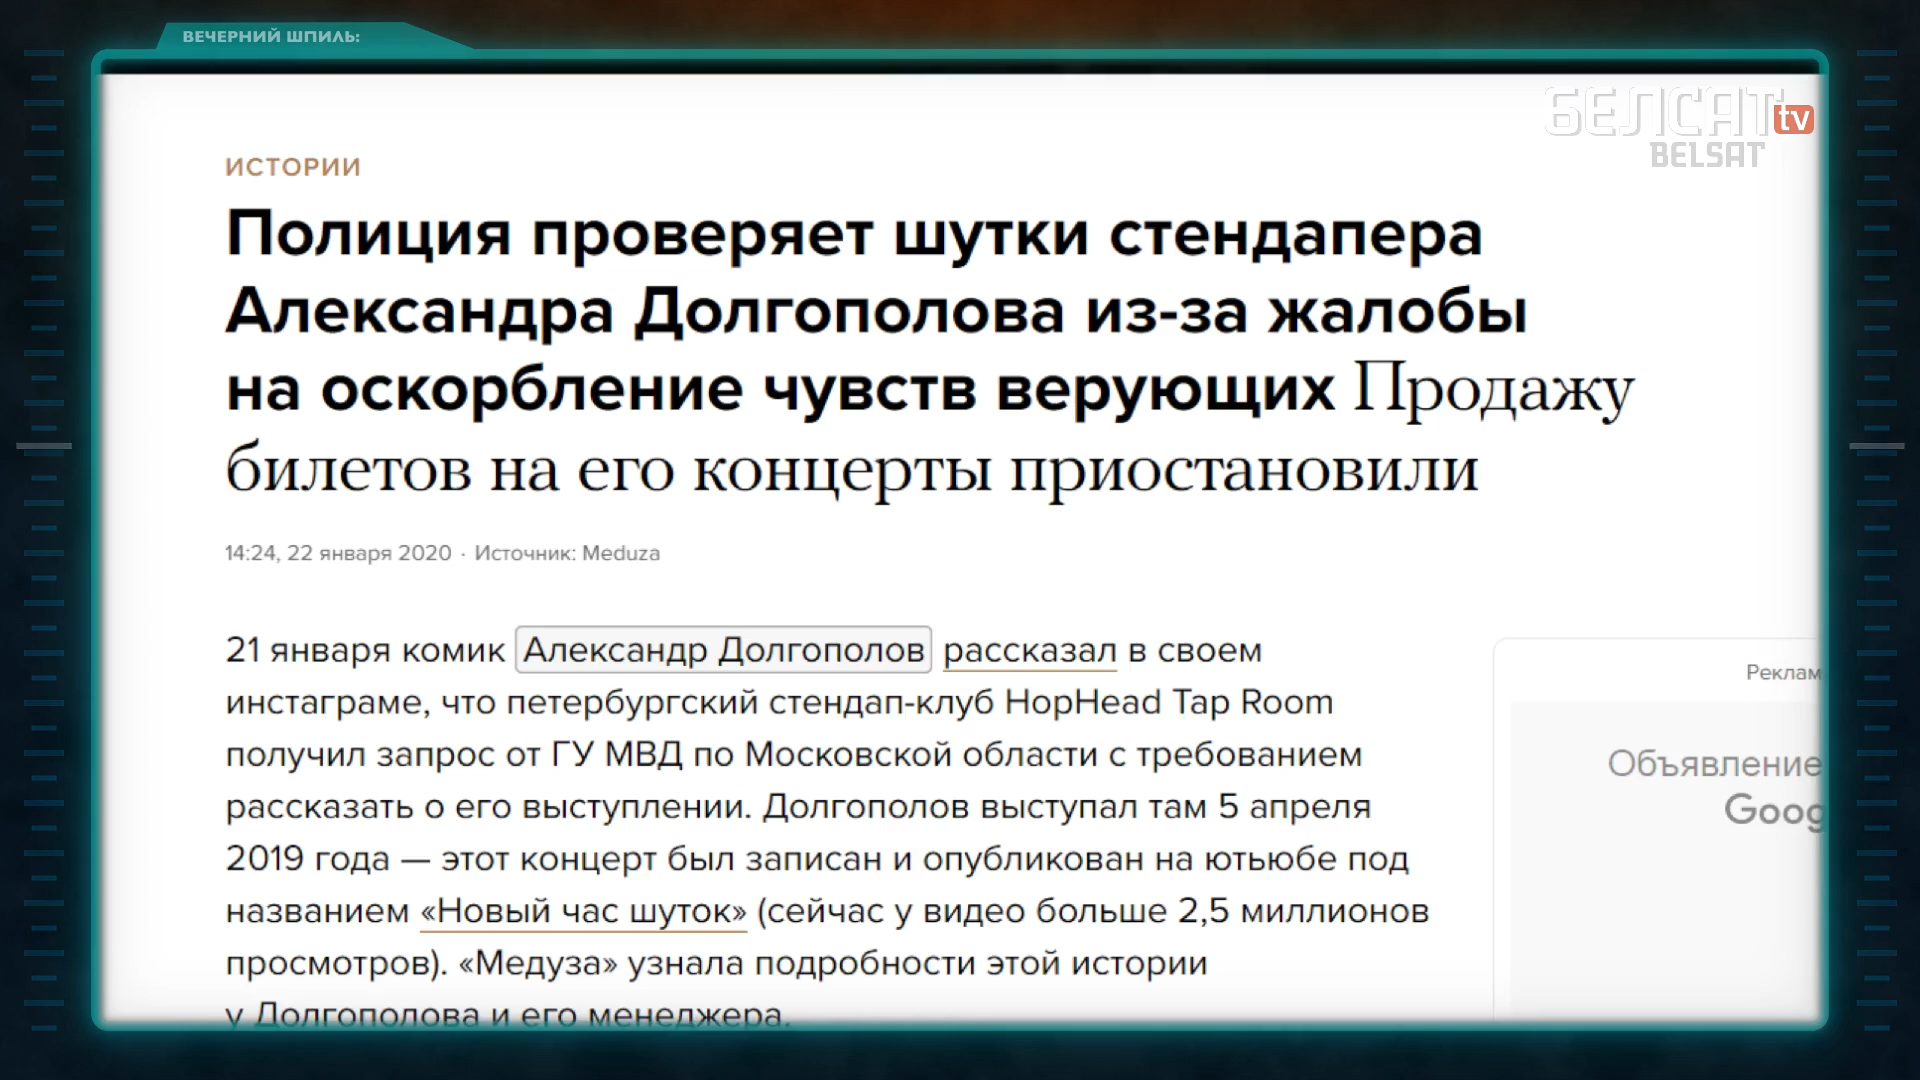 ВЕЧЕРНИЙ ШПИЛЬ:
БЕЛСАТ tv
BELSAT
ИСТОРИИ
Полиция проверяет шутки стендапера
Александра Долгополова из-за жалобы
на оскорбление чувств верующих Продажу
билетов на его концерты приостановили
14:24, 22 января 2020 · Источник: Meduza
21 января комик Александр Долгополов рассказал в своем
инстаграме, что петербургский стендап-клуб HopHead Tap Room
получил запрос от ГУ МВД по Московской области с требованием
рассказать о его выступлении. Долгополов выступал там 5 апреля
2019 года — этот концерт был записан и опубликован на ютьюбе под
названием «Новый час шуток» (сейчас у видео больше 2,5 миллионов
просмотров). «Медуза» узнала подробности этой истории
у Долгополова и его менеджера.
Реклам
Объявление
Goog